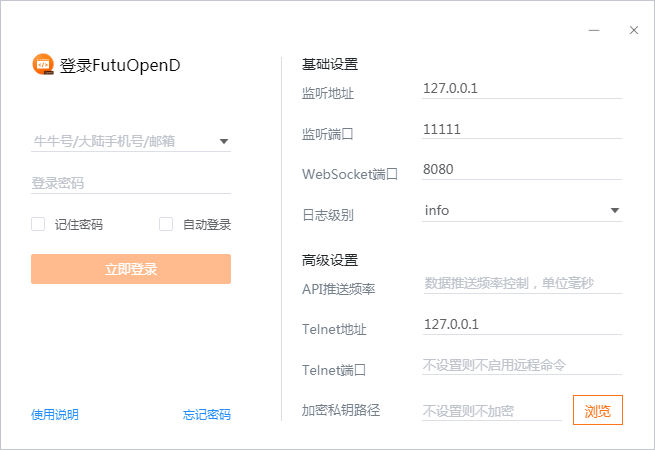 登录FutuOpenD
牛牛号/大陆手机号/邮箱
登录密码
记住密码 自动登录
立即登录
使用说明 忘记密码
基础设置
监听地址 127.0.0.1
监听端口 11111
WebSocket端口 8080
日志级别 info
高级设置
API推送频率 数据推送频率控制，单位毫秒
Telnet地址 127.0.0.1
Telnet端口 不设置则不启用远程命令
加密私钥路径 不设置则不加密 浏览